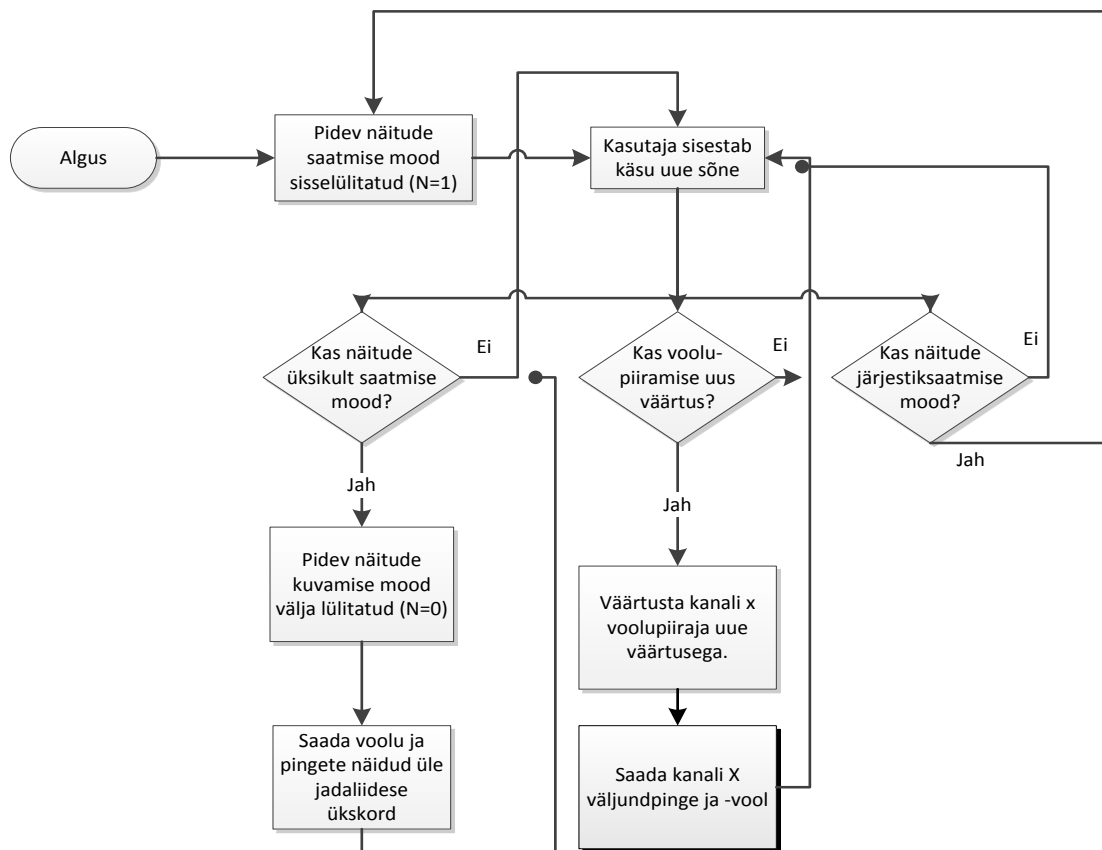 Algus
Pidev näitude
saatmise mood
sisselülitatud (N=1)
Kasutaja sisestab
käsu uue sõne
Kas näitude
üksikult saatmise
mood?
Ei
Kas voolu-
piiramise uus
väärtus?
Ei
Kas näitude
järjestiksaatmise
mood?
Ei
Jah
Jah
Jah
Pidev näitude
kuvamise mood
välja lülitatud (N=0)
Väärtusta kanali x
voolupiiraja uue
väärtusega.
Saada voolu ja
pingete näidud üle
jadaliidese
ükskord
Saada kanali X
väljundpinge ja -vool